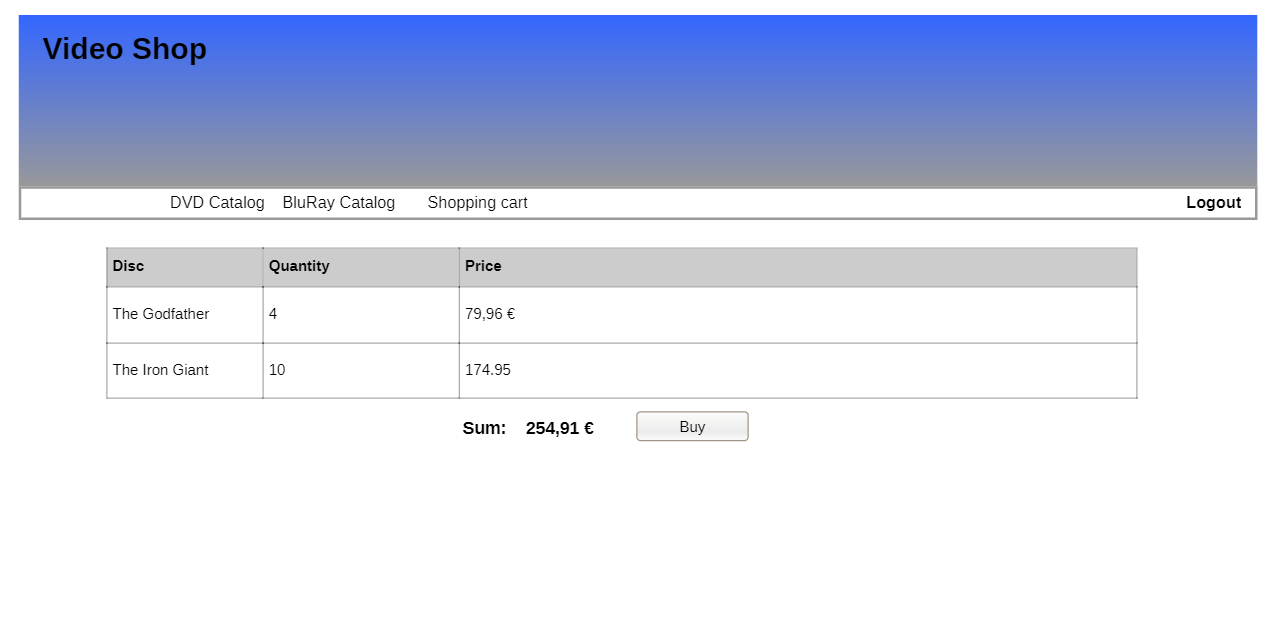 Video Shop
DVD Catalog BluRay Catalog Shopping cart Logout
Disc Quantity Price
The Godfather 4 79,96 €
The Iron Giant 10 174.95
Sum: 254,91 € Buy